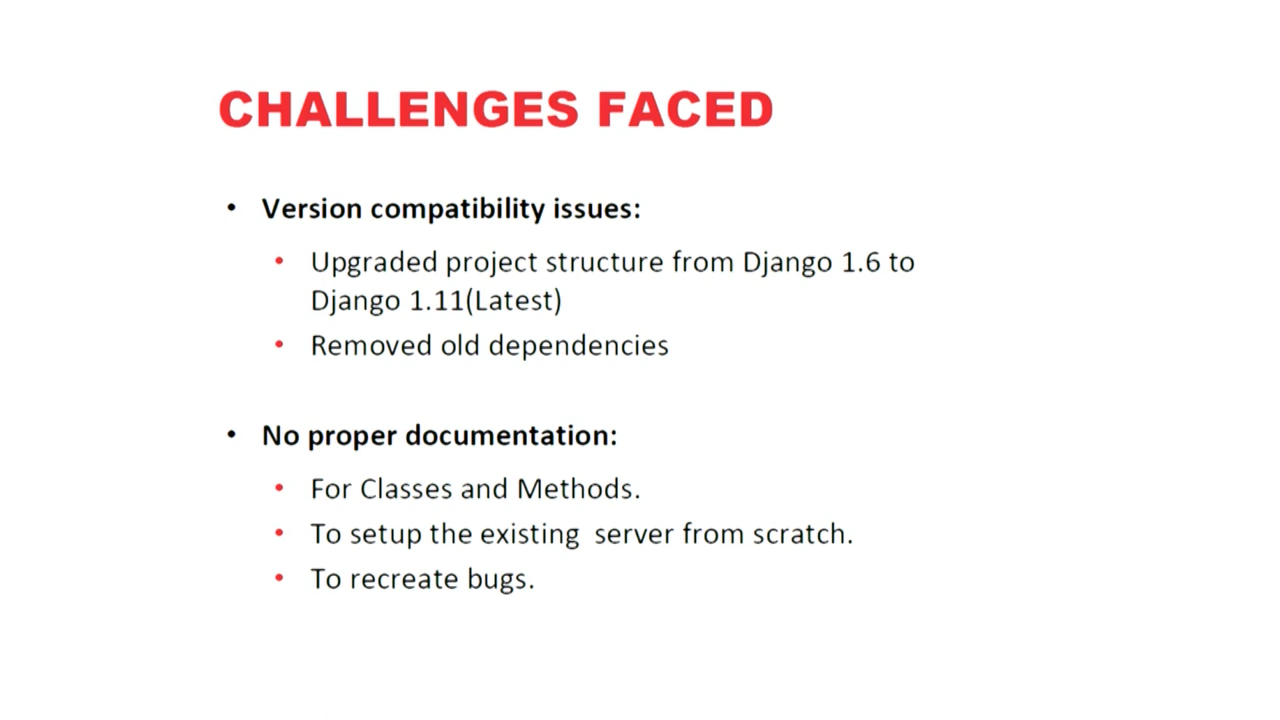 CHALLENGES FACED
• Version compatibility issues:
• Upgraded project structure from Django 1.6 to
Django 1.11(Latest)
• Removed old dependencies
• No proper documentation:
• For Classes and Methods.
• To setup the existing  server from scratch.
• To recreate bugs.